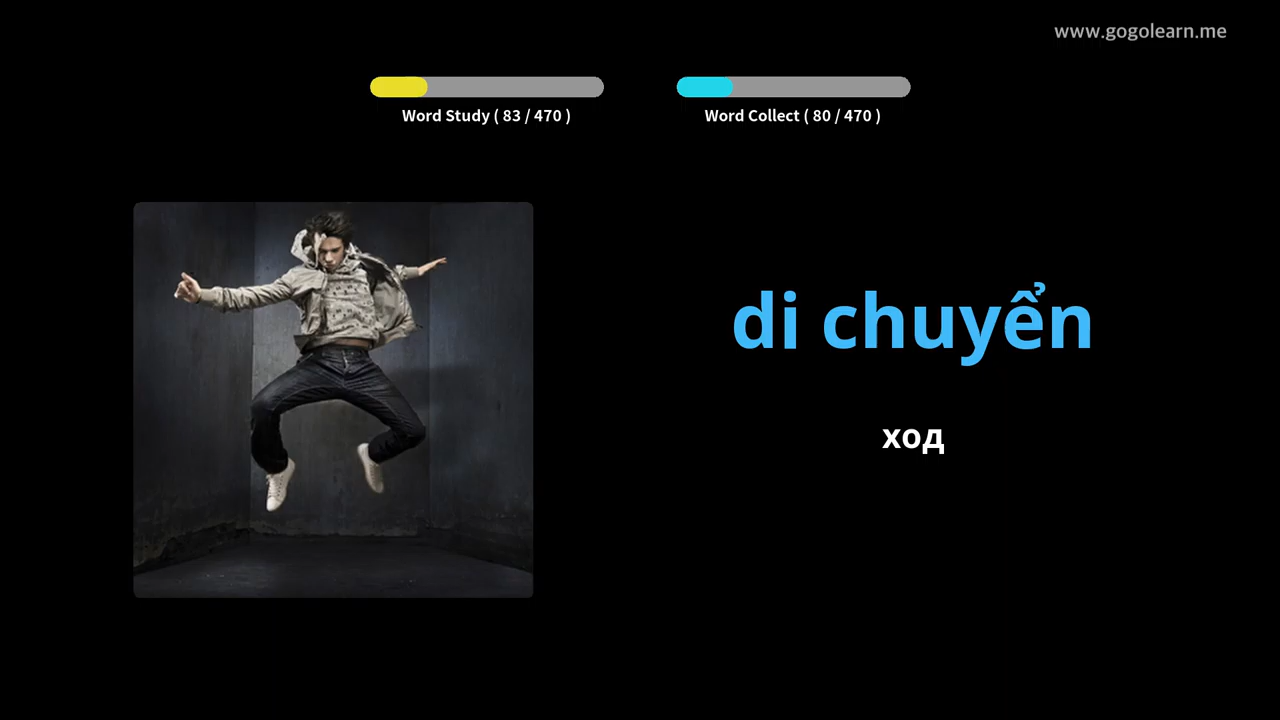 www.gogolearn.me
Word Study ( 83 / 470 )
Word Collect ( 80 / 470 )
di chuyển
ход